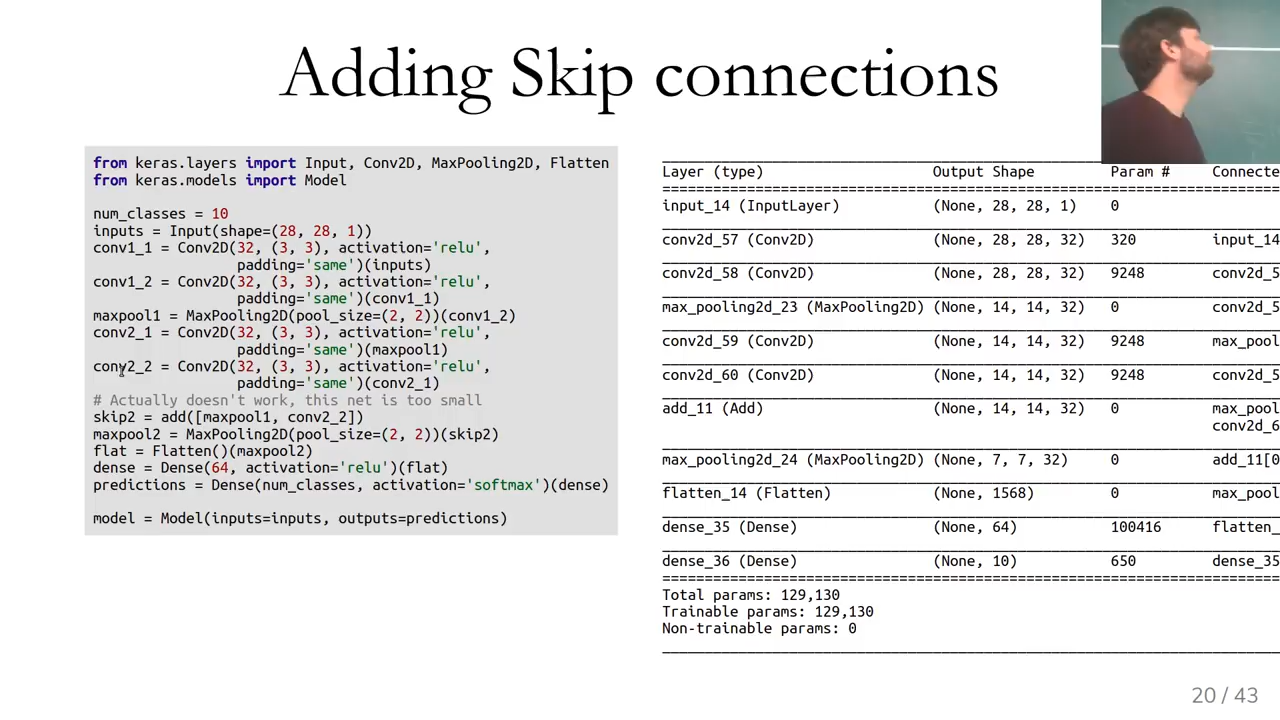 Adding Skip connections
from keras.layers import Input, Conv2D, MaxPooling2D, Flatten
from keras.models import Model
num_classes = 10
inputs = Input(shape=(28, 28, 1))
conv1_1 = Conv2D(32, (3, 3), activation='relu',
padding='same')(inputs)
conv1_2 = Conv2D(32, (3, 3), activation='relu',
padding='same')(conv1_1)
maxpool1 = MaxPooling2D(pool_size=(2, 2))(conv1_2)
conv2_1 = Conv2D(32, (3, 3), activation='relu',
padding='same')(maxpool1)
conv2_2 = Conv2D(32, (3, 3), activation='relu',
padding='same')(conv2_1)
# Actually doesn't work, this net is too small
skip2 = add([maxpool1, conv2_2])
maxpool2 = MaxPooling2D(pool_size=(2, 2))(skip2)
flat = Flatten()(maxpool2)
dense = Dense(64, activation='relu')(flat)
predictions = Dense(num_classes, activation='softmax')(dense)
model = Model(inputs=inputs, outputs=predictions)
Layer (type) Output Shape Param # Connecte
input_14 (InputLayer) (None, 28, 28, 1) 0
conv2d_57 (Conv2D) (None, 28, 28, 32) 320 input_14
conv2d_58 (Conv2D) (None, 28, 28, 32) 9248 conv2d_5
max_pooling2d_23 (MaxPooling2D) (None, 14, 14, 32) 0 conv2d_5
conv2d_59 (Conv2D) (None, 14, 14, 32) 9248 max_pool
conv2d_60 (Conv2D) (None, 14, 14, 32) 9248 conv2d_5
add_11 (Add) (None, 14, 14, 32) 0 max_pool
conv2d_6
max_pooling2d_24 (MaxPooling2D) (None, 7, 7, 32) 0 add_11[0
flatten_14 (Flatten) (None, 1568) 0 max_pool
dense_35 (Dense) (None, 64) 100416 flatten_
dense_36 (Dense) (None, 10) 650 dense_35
Total params: 129,130
Trainable params: 129,130
Non-trainable params: 0
20 / 43